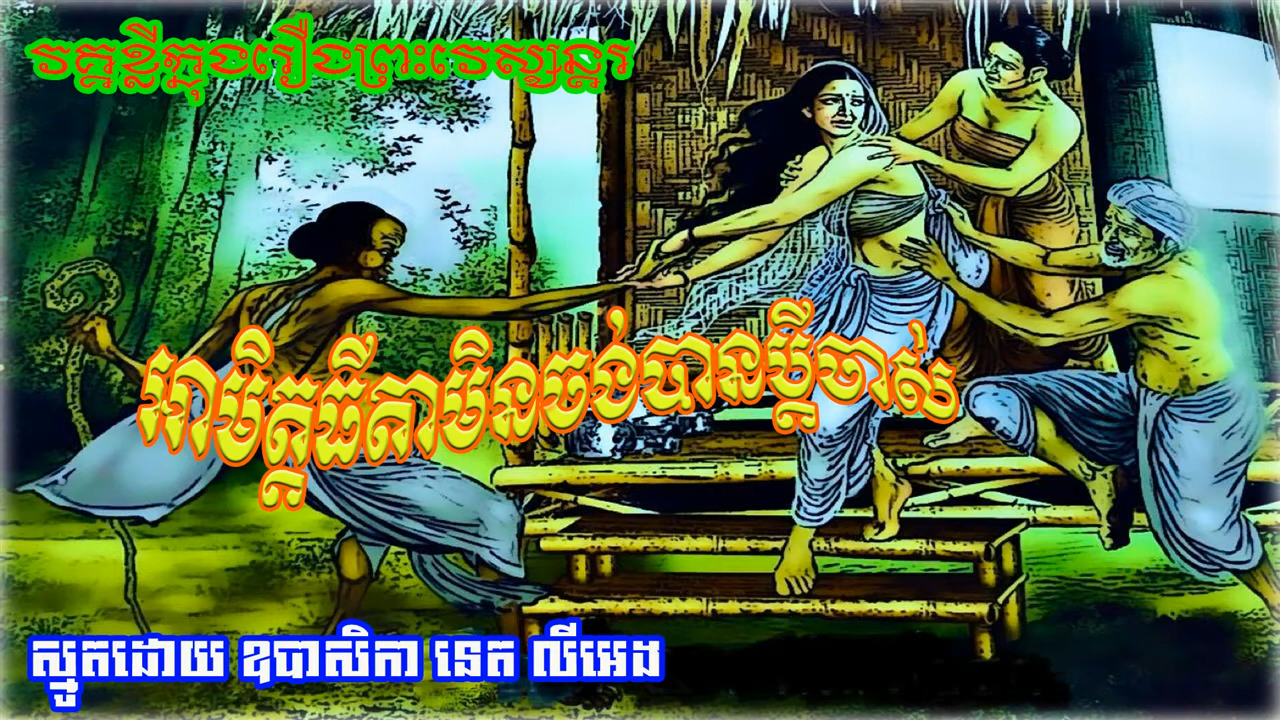 វគ្គខ្លីក្នុងរឿងព្រះវេស្សន្តរ
អាមិត្តធីតាមិនចង់បានប្ដីចាស់
ស្មូតដោយ ឧបាសិកា នេត លីអេង